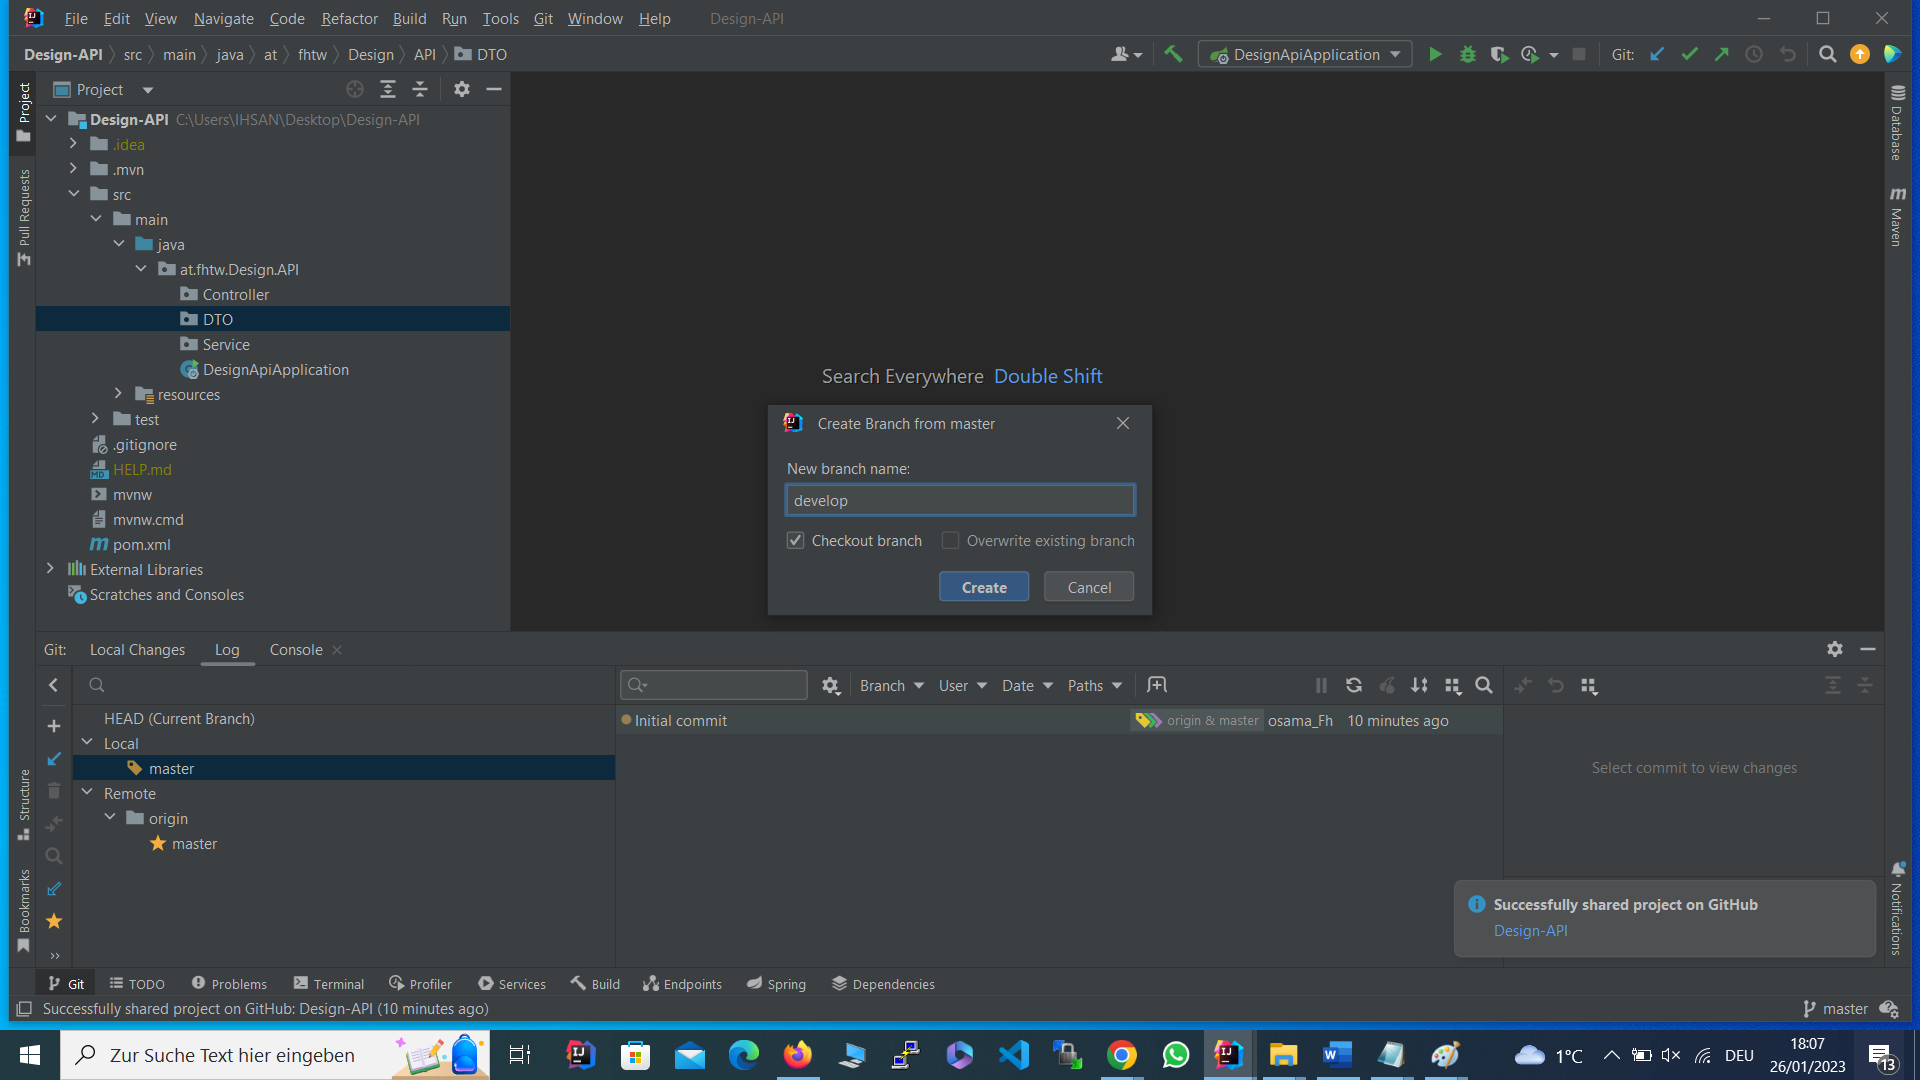 File Edit View Navigate Code Refactor Build Run Tools Git Window Help Design-API
Design-API src main java at fhtw Design API DTO
DesignApiApplication
Git:
Project
Project
Pull Requests
Structure
Bookmarks
Design-API C:\Users\IHSAN\Desktop\Design-API
.idea
.mvn
src
main
java
at.fhtw.Design.API
Controller
DTO
Service
DesignApiApplication
resources
test
.gitignore
HELP.md
mvnw
mvnw.cmd
pom.xml
External Libraries
Scratches and Consoles
Search Everywhere Double Shift
Create Branch from master
New branch name:
develop
Checkout branch Overwrite existing branch
Create Cancel
Database
Maven
Notifications
Git: Local Changes Log Console
HEAD (Current Branch)
Local
master
Remote
origin
master
Branch User Date Paths
Initial commit origin & master osama_Fh 10 minutes ago
Select commit to view changes
Successfully shared project on GitHub
Design-API
Git TODO Problems Terminal Profiler Services Build Endpoints Spring Dependencies
Successfully shared project on GitHub: Design-API (10 minutes ago)
master
Zur Suche Text hier eingeben
1°C DEU
18:07
26/01/2023
13